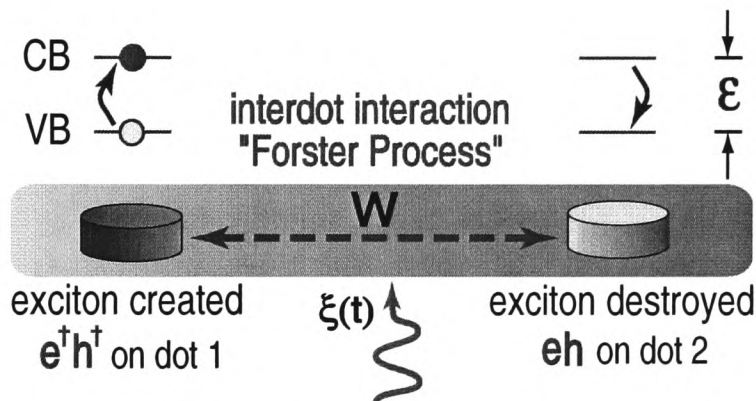 CB
VB
interdot interaction
"Forster Process"
ε
W
exciton created
e†h† on dot 1
ξ(t)
exciton destroyed
eh on dot 2